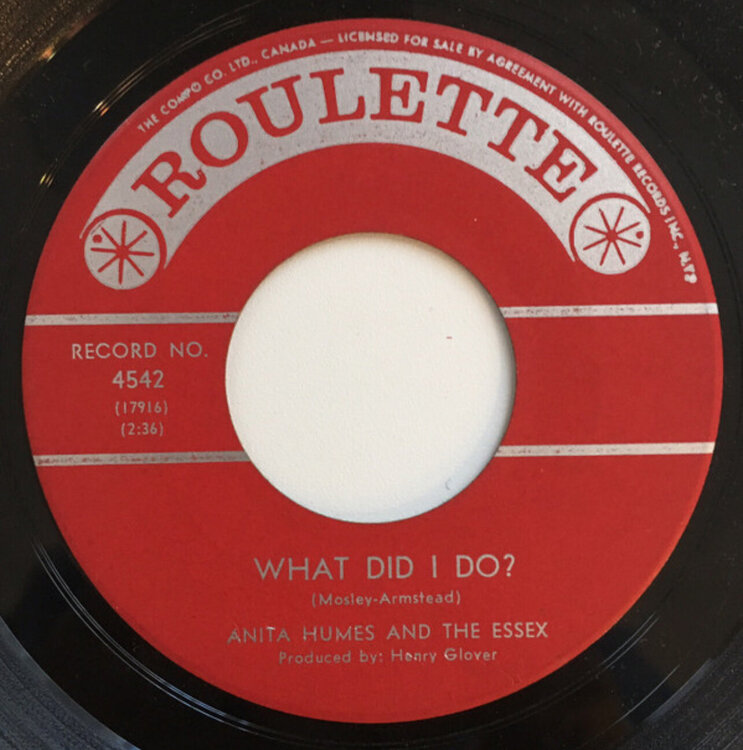 THE COMPO CO. LTD., CANADA — LICENSED FOR SALE BY AGREEMENT WITH ROULETTE RECORDS INC., N.Y.
ROULETTE
RECORD NO.
4542
(17916)
(2:36)
WHAT DID I DO?
(Mosley-Armstead)
ANITA HUMES AND THE ESSEX
Produced by: Henry Glover